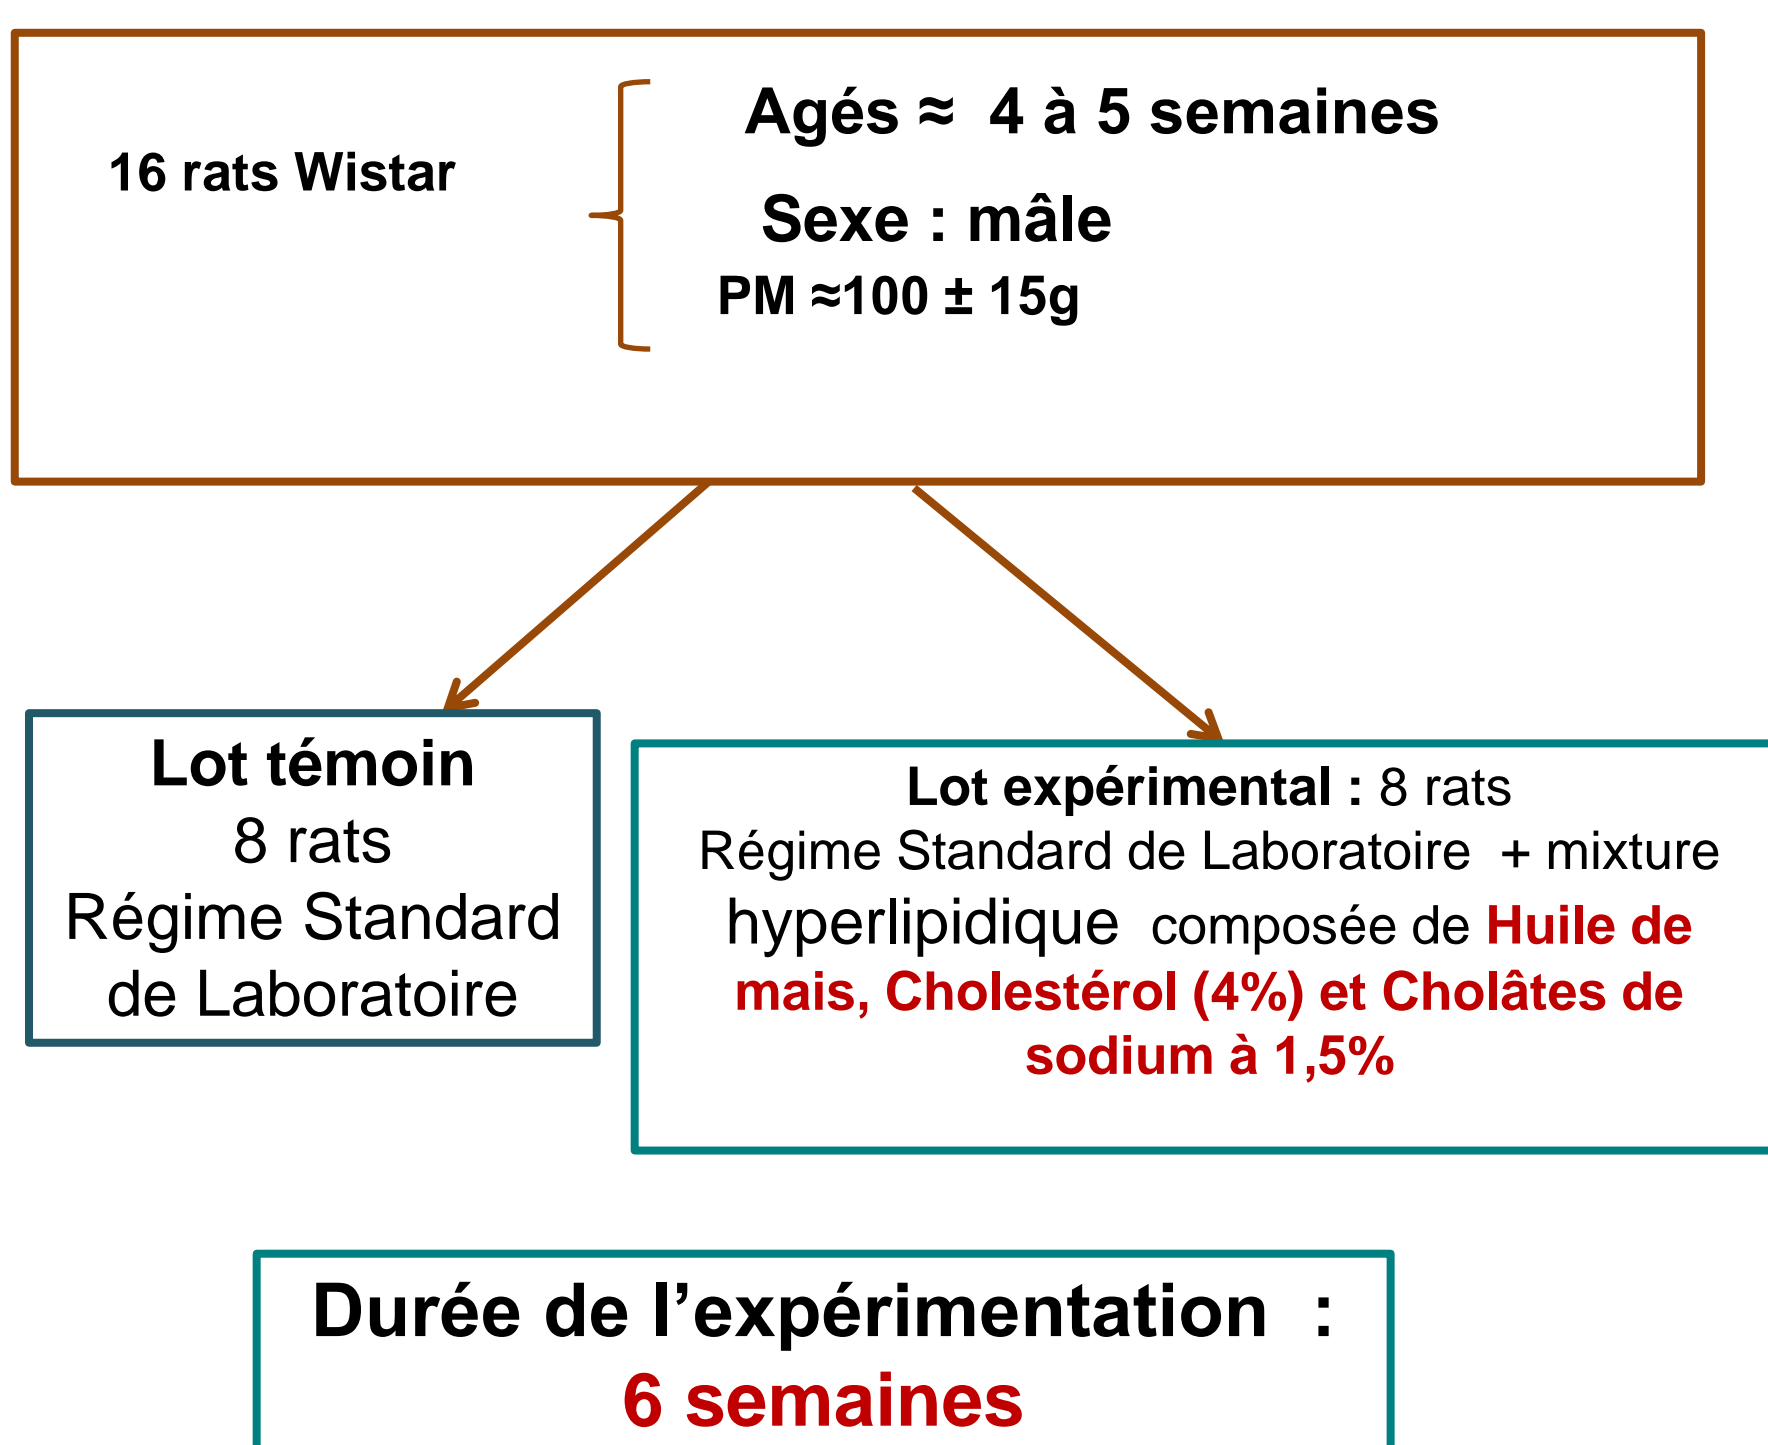 16 rats Wistar
Agés ≈ 4 à 5 semaines
Sexe : mâle
PM ≈100 ± 15g
Lot témoin
8 rats
Régime Standard
de Laboratoire
Lot expérimental : 8 rats
Régime Standard de Laboratoire + mixture
hyperlipidique composée de Huile de
mais, Cholestérol (4%) et Cholâtes de
sodium à 1,5%
Durée de l’expérimentation :
6 semaines